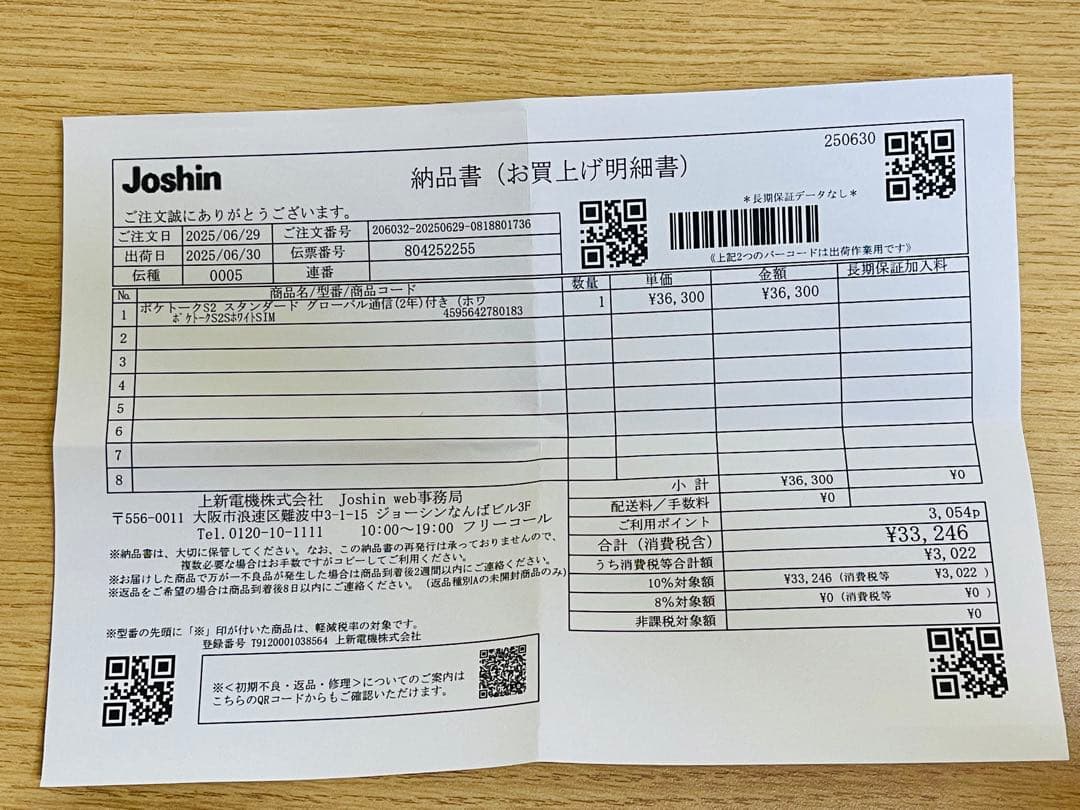 250630
Joshin
納品書（お買上げ明細書）
＊長期保証データなし＊
ご注文誠にありがとうございます。
ご注文日 2025/06/29 ご注文番号 206032-20250629-0818801736
出荷日 2025/06/30 伝票番号 804252255
伝種 0005 連番
《上記2つのバーコードは出荷作業用です》
No. 商品名/型番/商品コード 数量 単価 金額 長期保証加入料
1 ポケトークS2 スタンダード グローバル通信(2年)付き（ホワ 1 ¥36,300 ¥36,300
ﾎﾟｹﾄｰｸS2SﾎﾜｲﾄSIM 4595642780183
2
3
4
5
6
7
8
小計 ¥36,300 ¥0
配送料／手数料 ¥0
ご利用ポイント 3,054p
合計（消費税含） ¥33,246
うち消費税等合計額 ¥3,022
10％対象額 ¥33,246（消費税等 ¥3,022 ）
8％対象額 ¥0（消費税等 ¥0 ）
非課税対象額 ¥0
上新電機株式会社 Joshin web事務局
〒556-0011 大阪市浪速区難波中3-1-15 ジョーシンなんばビル3F
Tel.0120-10-1111 10:00～19:00 フリーコール
※納品書は、大切に保管してください。なお、この納品書の再発行は承っておりませんので、
複数必要な場合はお手数ですがコピーしてご利用ください。
※お届けした商品で万が一不良品が発生した場合は商品到着後2週間以内にご連絡ください。
※返品をご希望の場合は商品到着後8日以内にご連絡ください。（返品種別Aの未開封商品のみ）
※型番の先頭に「※」印が付いた商品は、軽減税率の対象です。
登録番号 T9120001038564 上新電機株式会社
※＜初期不良・返品・修理＞についてのご案内は
こちらのQRコードからもご確認いただけます。